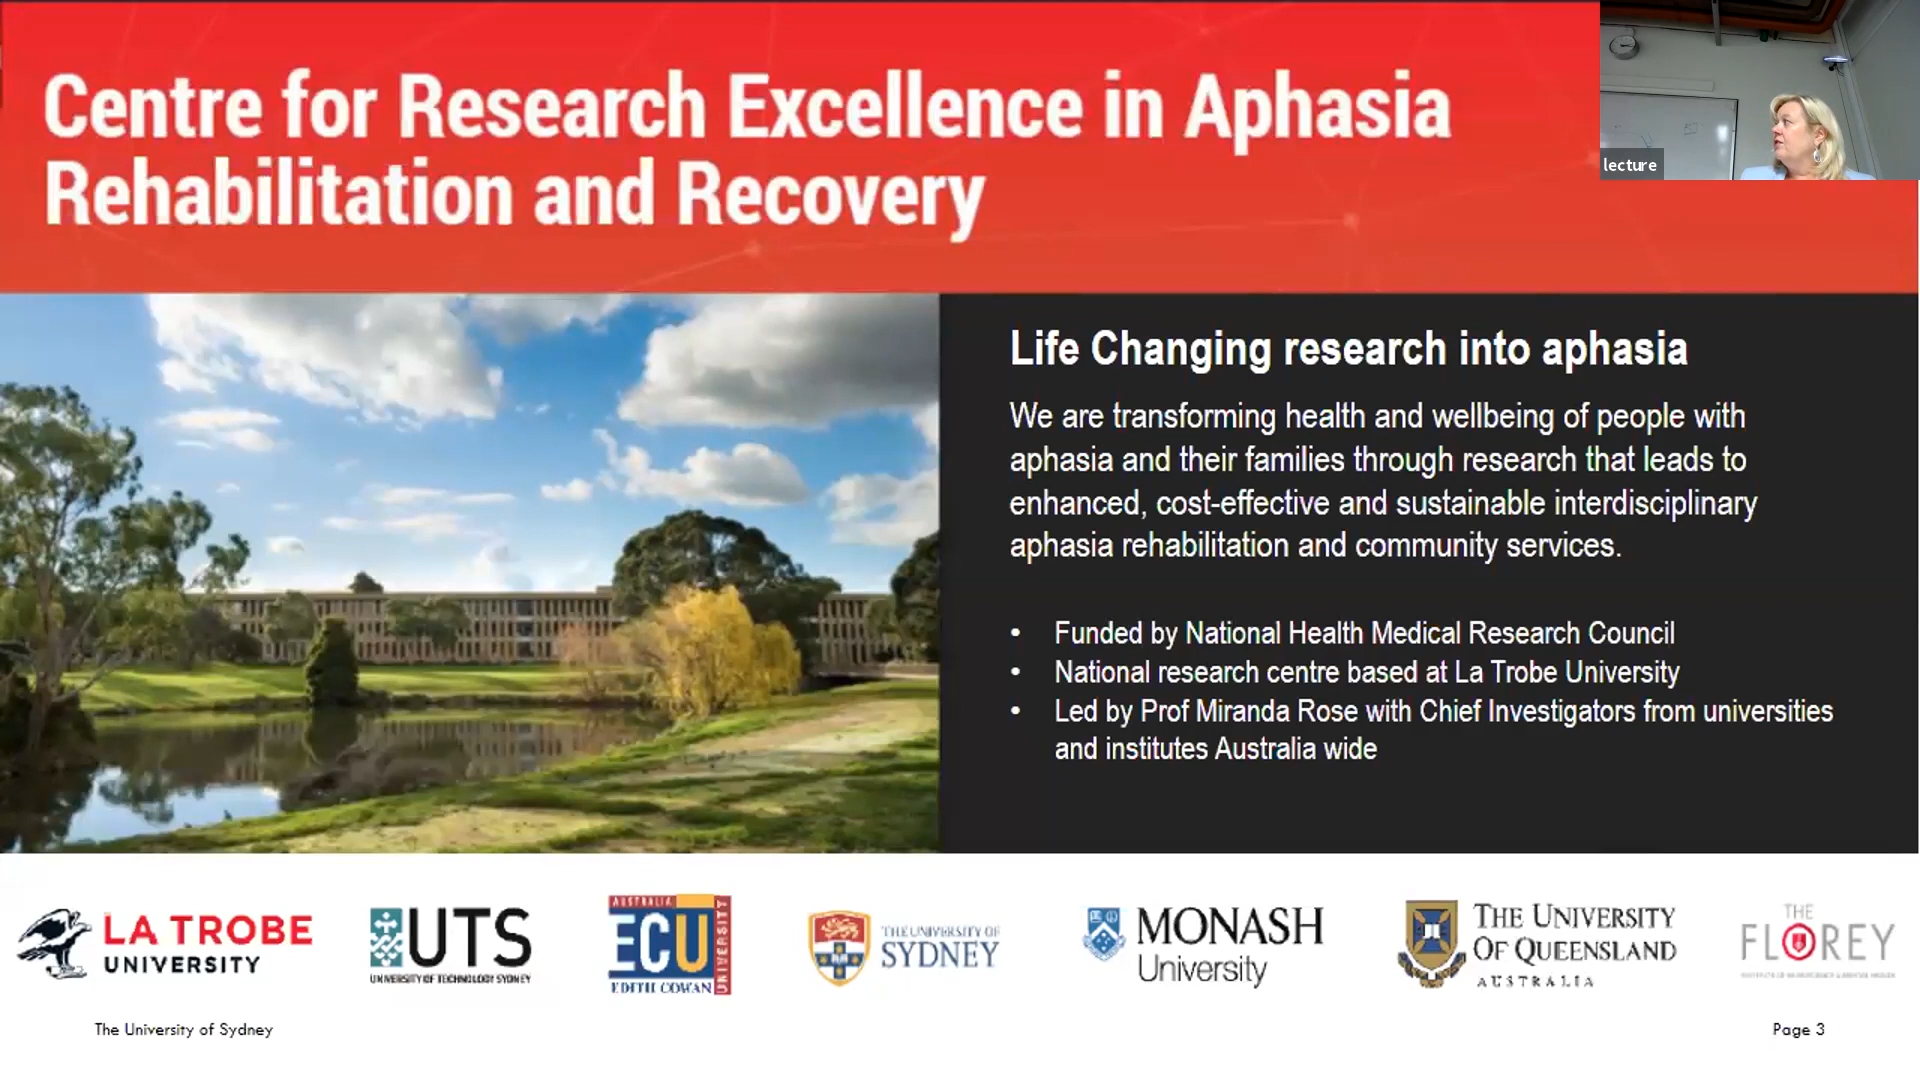 Centre for Research Excellence in Aphasia
Rehabilitation and Recovery
lecture
Life Changing research into aphasia
We are transforming health and wellbeing of people with
aphasia and their families through research that leads to
enhanced, cost-effective and sustainable interdisciplinary
aphasia rehabilitation and community services.
• Funded by National Health Medical Research Council
• National research centre based at La Trobe University
• Led by Prof Miranda Rose with Chief Investigators from universities
and institutes Australia wide
LA TROBE
UNIVERSITY
UTS
UNIVERSITY OF TECHNOLOGY SYDNEY
AUSTRALIA
ECU
EDITH COWAN
UNIVERSITY
THE UNIVERSITY OF
SYDNEY
MONASH
University
THE UNIVERSITY
OF QUEENSLAND
AUSTRALIA
THE
FLOREY
The University of Sydney
Page 3